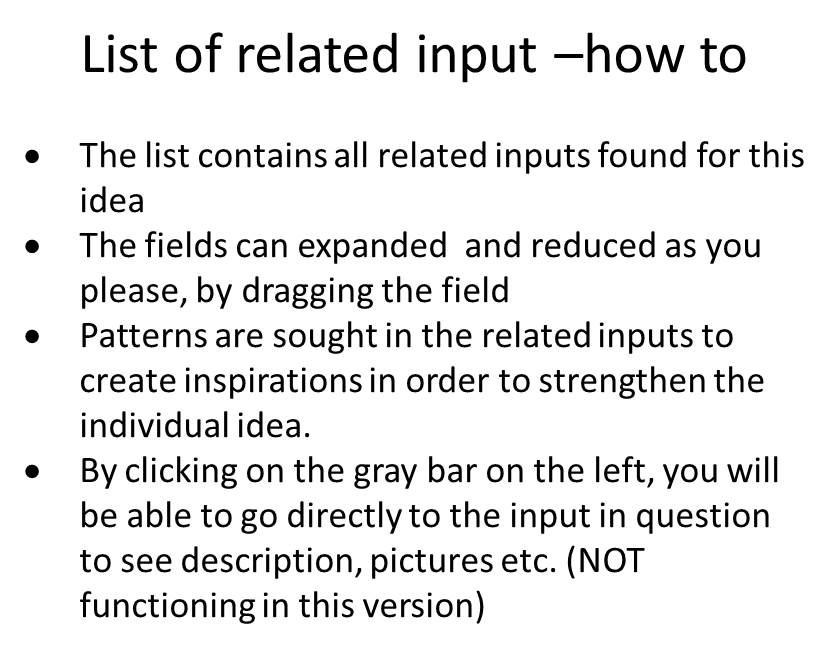 List of related input –how to
• The list contains all related inputs found for this
idea
• The fields can expanded  and reduced as you
please, by dragging the field
• Patterns are sought in the related inputs to
create inspirations in order to strengthen the
individual idea.
• By clicking on the gray bar on the left, you will
be able to go directly to the input in question
to see description, pictures etc. (NOT
functioning in this version)